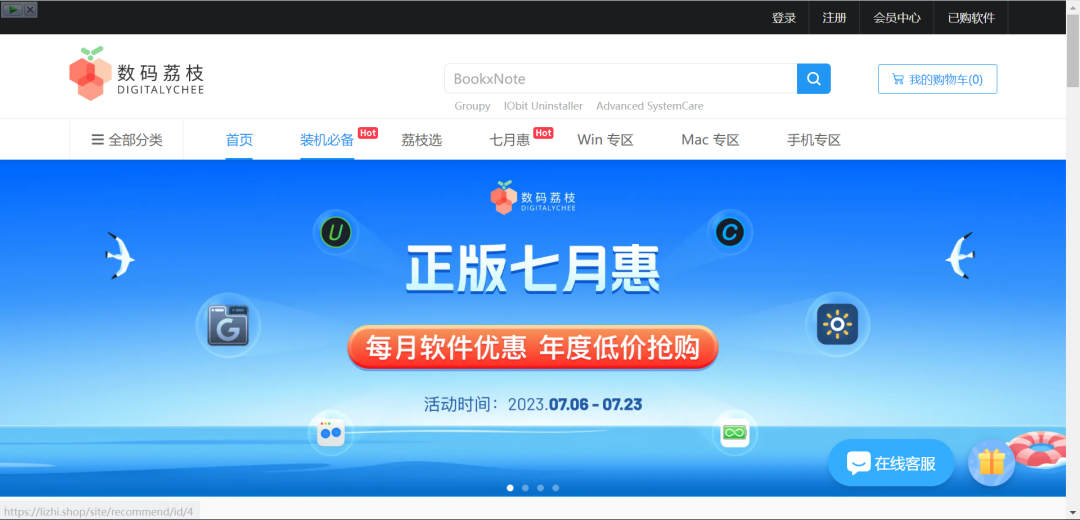 登录 注册 会员中心 已购软件
数码荔枝
DIGITALYCHEE
BookxNote
我的购物车(0)
Groupy IObit Uninstaller Advanced SystemCare
全部分类 首页 装机必备 Hot 荔枝选 七月惠 Hot Win 专区 Mac 专区 手机专区
数码荔枝
DIGITALYCHEE
U C
正版七月惠
G
每月软件优惠 年度低价抢购
活动时间：2023.07.06 - 07.23
在线客服
https://lizhi.shop/site/recommend/id/4